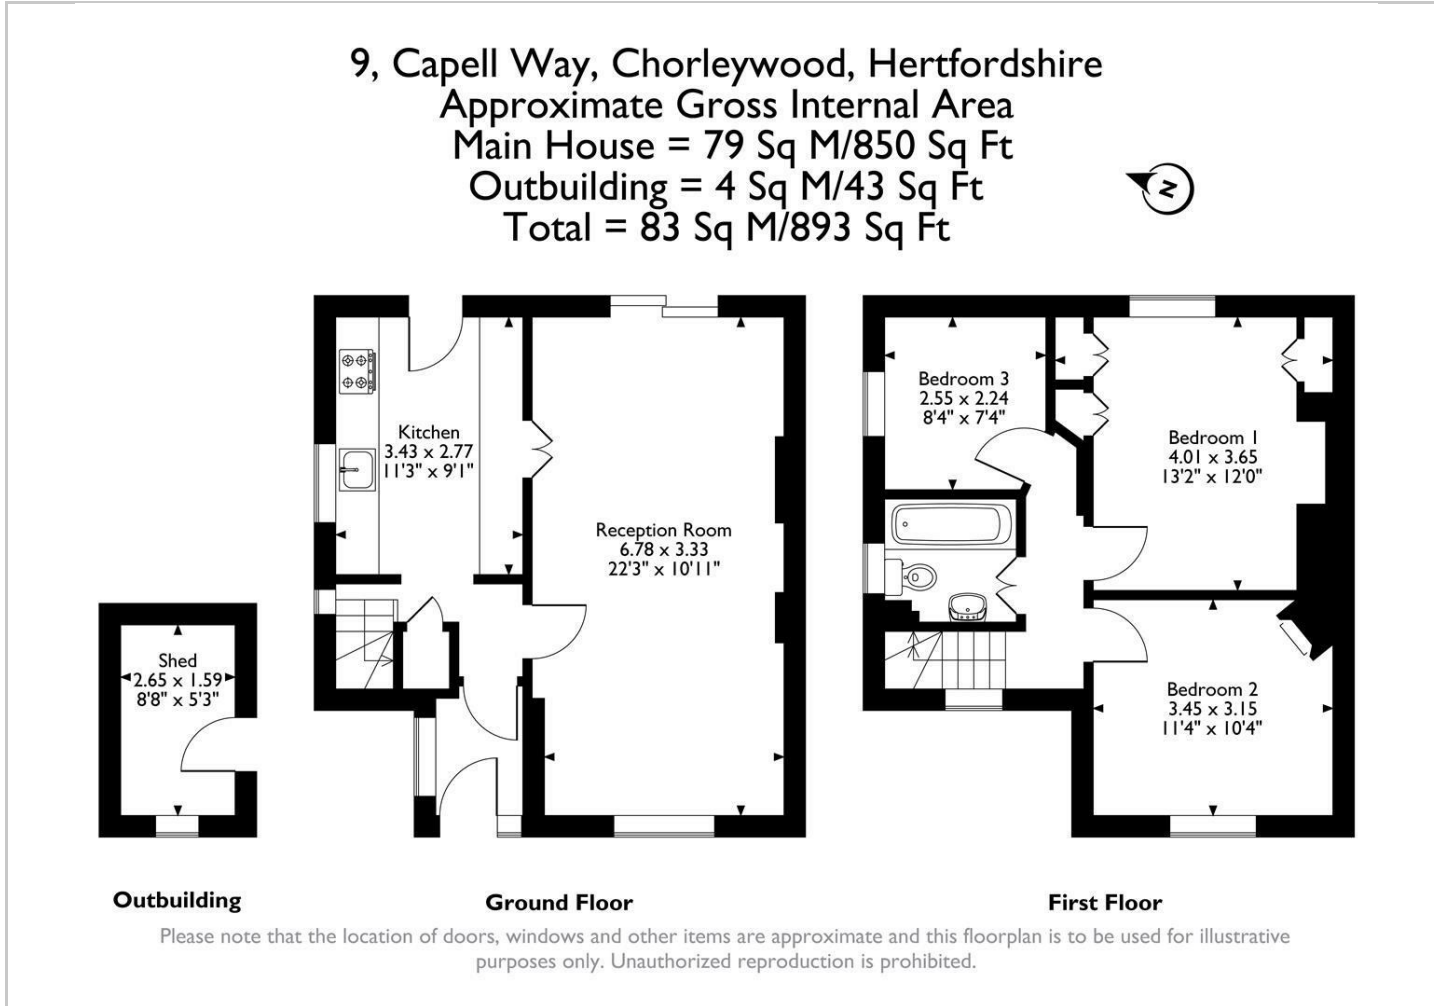 9, Capell Way, Chorleywood, Hertfordshire
Approximate Gross Internal Area
Main House = 79 Sq M/850 Sq Ft
Outbuilding = 4 Sq M/43 Sq Ft
Total = 83 Sq M/893 Sq Ft
N
Kitchen
3.43 x 2.77
11'3" x 9'1"
Reception Room
6.78 x 3.33
22'3" x 10'11"
Bedroom 3
2.55 x 2.24
8'4" x 7'4"
Bedroom 1
4.01 x 3.65
13'2" x 12'0"
Shed
2.65 x 1.59
8'8" x 5'3"
Bedroom 2
3.45 x 3.15
11'4" x 10'4"
Outbuilding
Ground Floor
First Floor
Please note that the location of doors, windows and other items are approximate and this floorplan is to be used for illustrative
purposes only. Unauthorized reproduction is prohibited.